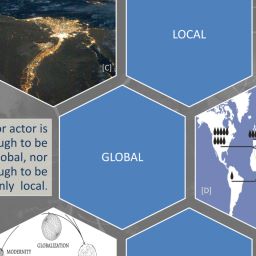 LOCAL
[C]
or actor is
ugh to be
obal, nor
ugh to be
nly local.
GLOBAL
[D]
GLOBALIZATION
MODERNITY